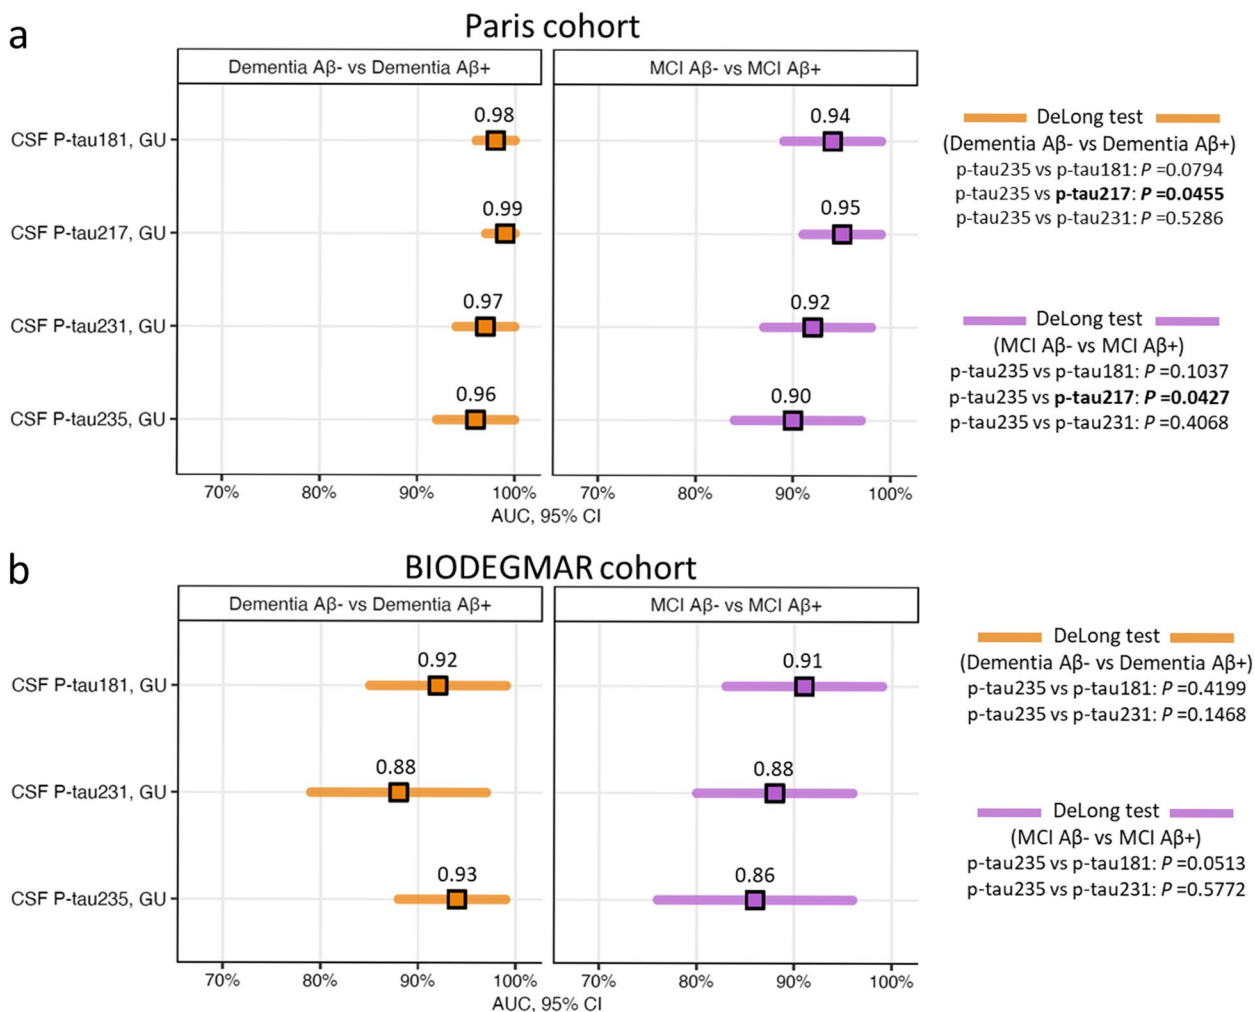 a
Paris cohort
Dementia Aβ- vs Dementia Aβ+
MCI Aβ- vs MCI Aβ+
CSF P-tau181, GU
0.98
0.94
CSF P-tau217, GU
0.99
0.95
CSF P-tau231, GU
0.97
0.92
CSF P-tau235, GU
0.96
0.90
70% 80% 90% 100%
70% 80% 90% 100%
AUC, 95% CI
DeLong test
(Dementia Aβ- vs Dementia Aβ+)
p-tau235 vs p-tau181: P =0.0794
p-tau235 vs p-tau217: P =0.0455
p-tau235 vs p-tau231: P =0.5286
DeLong test
(MCI Aβ- vs MCI Aβ+)
p-tau235 vs p-tau181: P =0.1037
p-tau235 vs p-tau217: P =0.0427
p-tau235 vs p-tau231: P =0.4068
b
BIODEGMAR cohort
Dementia Aβ- vs Dementia Aβ+
MCI Aβ- vs MCI Aβ+
CSF P-tau181, GU
0.92
0.91
CSF P-tau231, GU
0.88
0.88
CSF P-tau235, GU
0.93
0.86
70% 80% 90% 100%
70% 80% 90% 100%
AUC, 95% CI
DeLong test
(Dementia Aβ- vs Dementia Aβ+)
p-tau235 vs p-tau181: P =0.4199
p-tau235 vs p-tau231: P =0.1468
DeLong test
(MCI Aβ- vs MCI Aβ+)
p-tau235 vs p-tau181: P =0.0513
p-tau235 vs p-tau231: P =0.5772